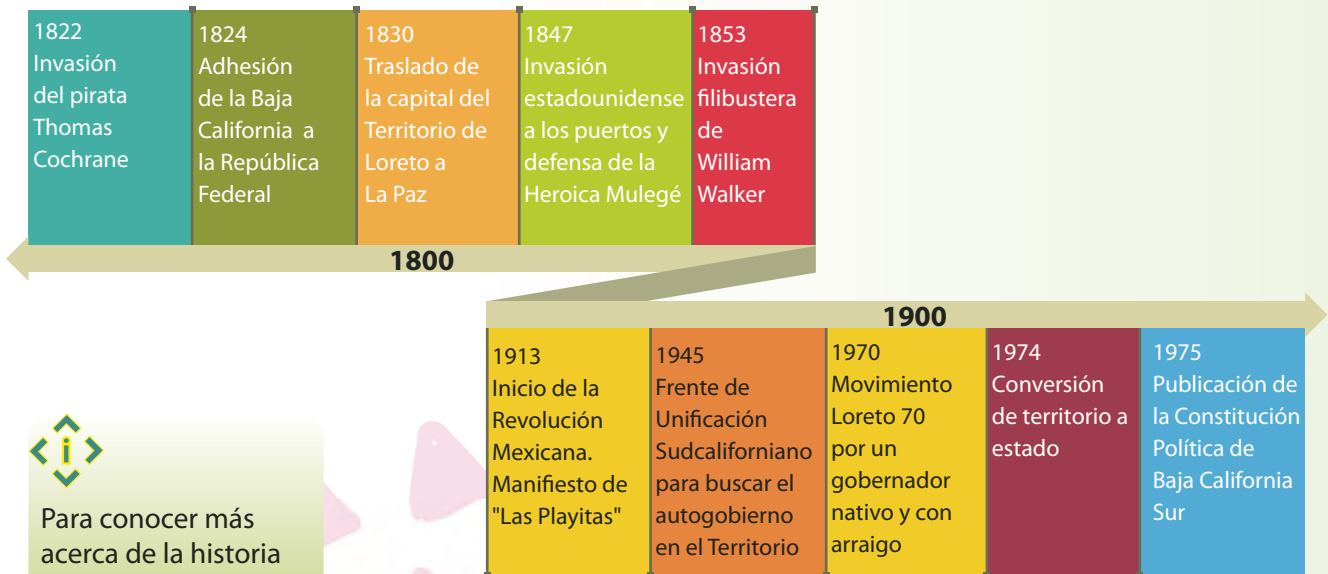 1822
Invasión
del pirata
Thomas
Cochrane
1824
Adhesión
de la Baja
California a
la República
Federal
1830
Traslado de
la capital del
Territorio de
Loreto a
La Paz
1847
Invasión
estadounidense
a los puertos y
defensa de la
Heroica Mulegé
1853
Invasión
filibustera
de
William
Walker
1800
1900
1913
Inicio de la
Revolución
Mexicana.
Manifiesto de
"Las Playitas"
1945
Frente de
Unificación
Sudcaliforniano
para buscar el
autogobierno
en el Territorio
1970
Movimiento
Loreto 70
por un
gobernador
nativo y con
arraigo
1974
Conversión
de territorio a
estado
1975
Publicación de
la Constitución
Política de
Baja California
Sur
i
Para conocer más
acerca de la historia